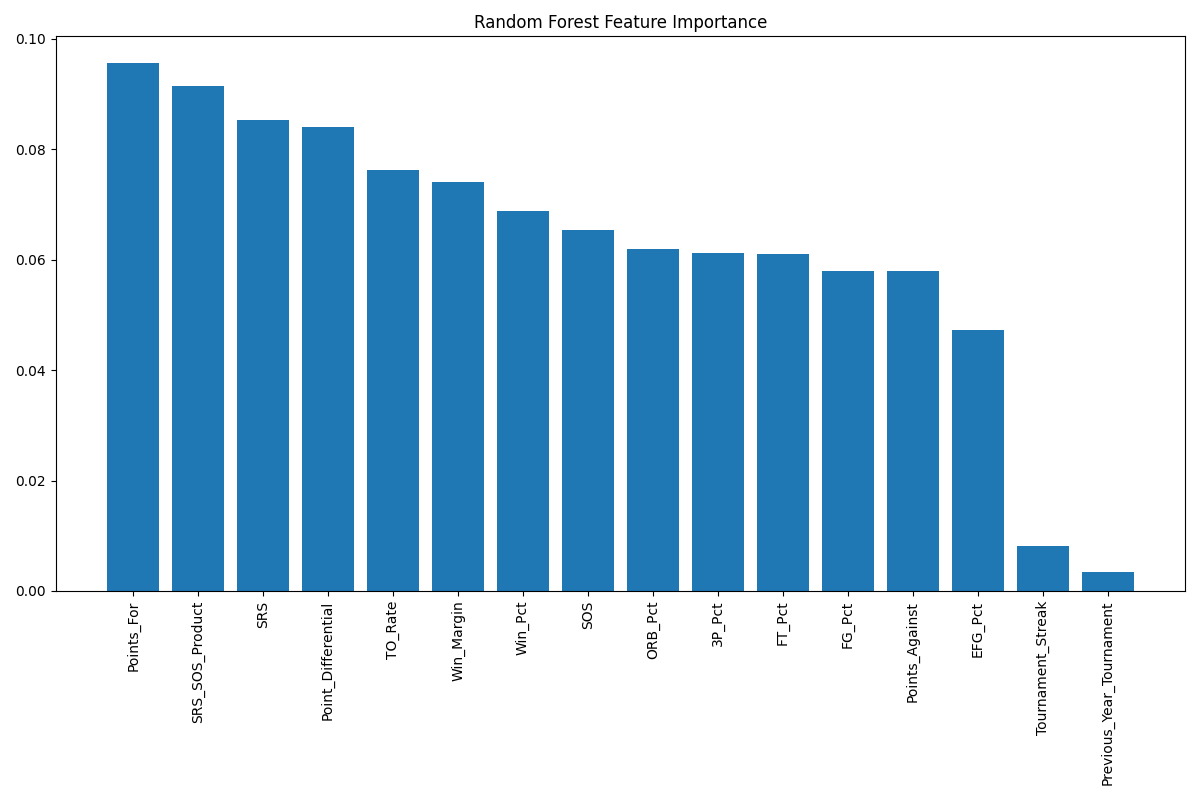 Random Forest Feature Importance
0.10
0.08
0.06
0.04
0.02
0.00
Points_For
SRS_SOS_Product
SRS
Point_Differential
TO_Rate
Win_Margin
Win_Pct
SOS
ORB_Pct
3P_Pct
FT_Pct
FG_Pct
Points_Against
EFG_Pct
Tournament_Streak
Previous_Year_Tournament